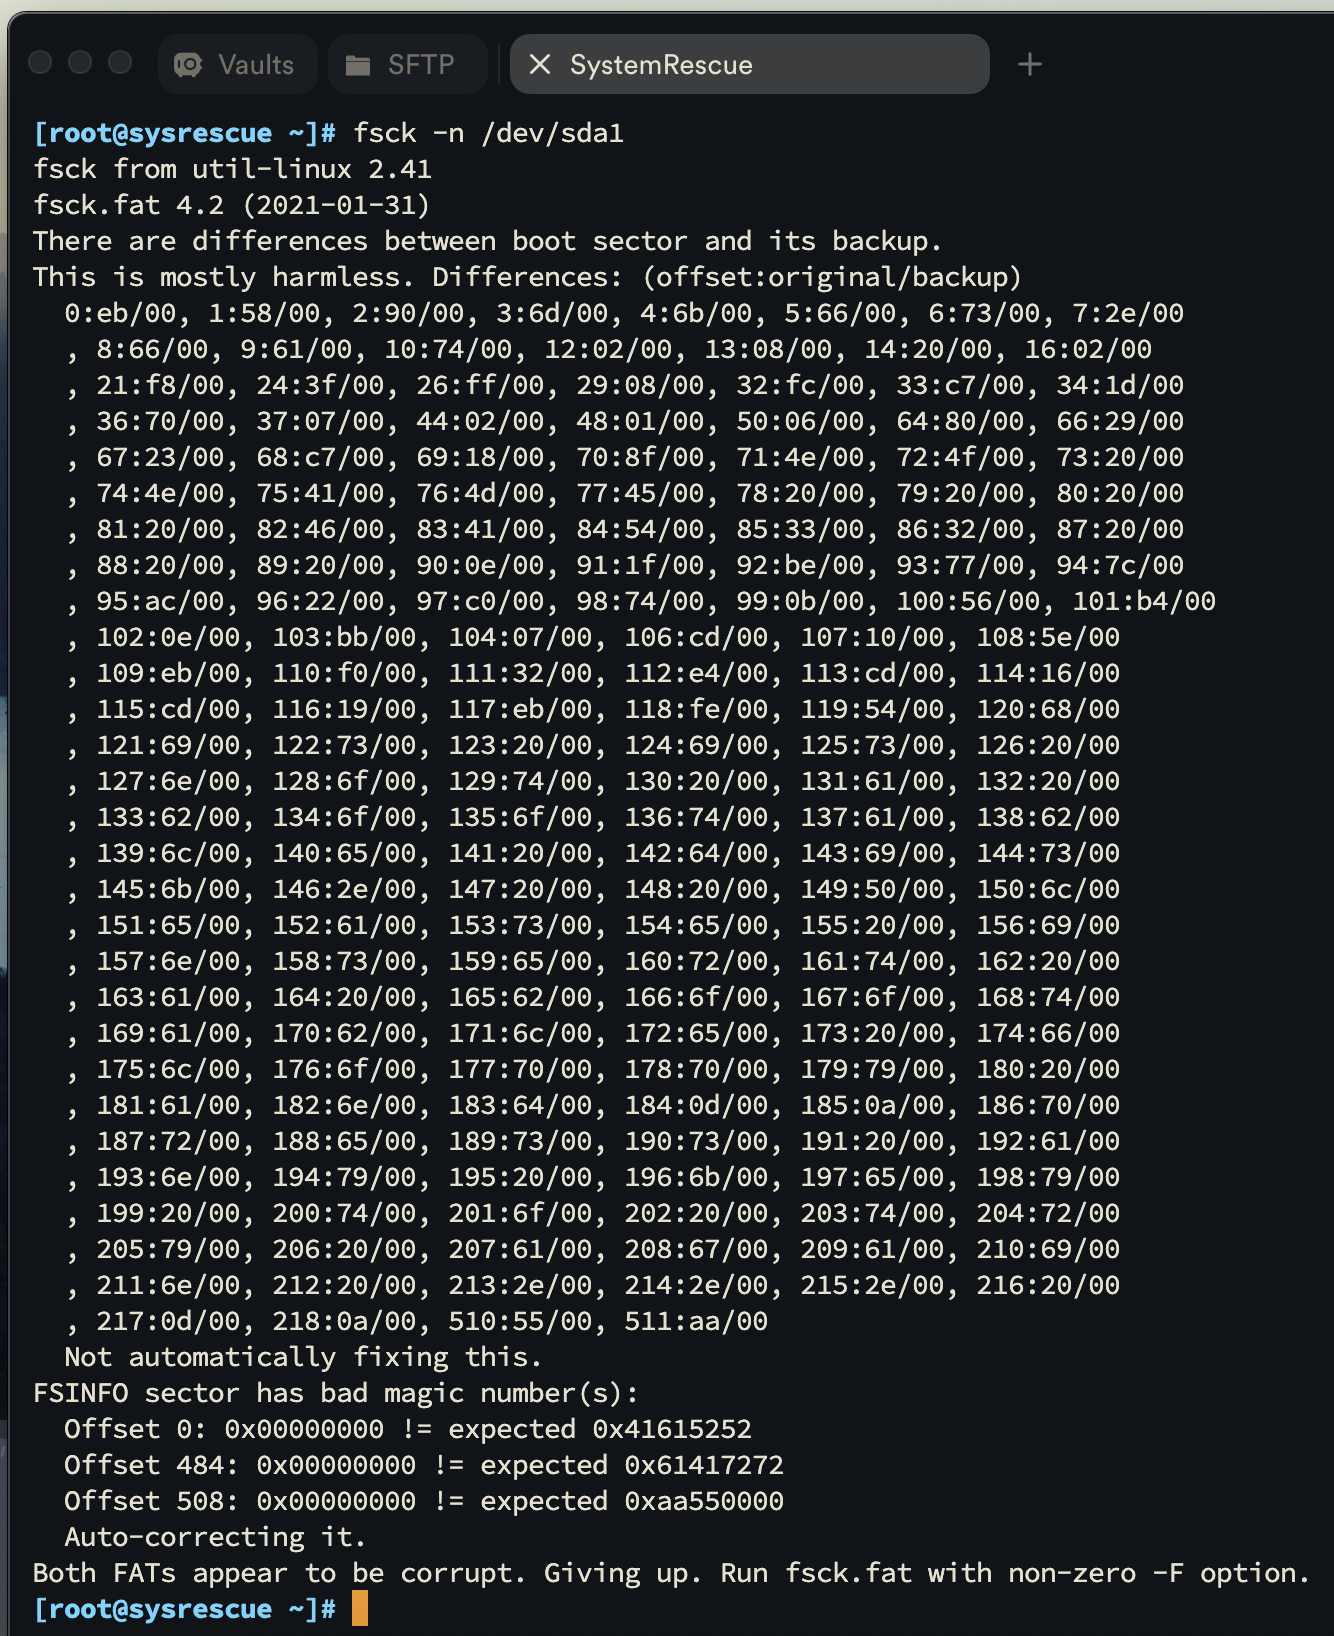 Vaults SFTP SystemRescue
[root@sysrescue ~]# fsck -n /dev/sda1
fsck from util-linux 2.41
fsck.fat 4.2 (2021-01-31)
There are differences between boot sector and its backup.
This is mostly harmless. Differences: (offset:original/backup)
  0:eb/00, 1:58/00, 2:90/00, 3:6d/00, 4:6b/00, 5:66/00, 6:73/00, 7:2e/00
  , 8:66/00, 9:61/00, 10:74/00, 12:02/00, 13:08/00, 14:20/00, 16:02/00
  , 21:f8/00, 24:3f/00, 26:ff/00, 29:08/00, 32:fc/00, 33:c7/00, 34:1d/00
  , 36:70/00, 37:07/00, 44:02/00, 48:01/00, 50:06/00, 64:80/00, 66:29/00
  , 67:23/00, 68:c7/00, 69:18/00, 70:8f/00, 71:4e/00, 72:4f/00, 73:20/00
  , 74:4e/00, 75:41/00, 76:4d/00, 77:45/00, 78:20/00, 79:20/00, 80:20/00
  , 81:20/00, 82:46/00, 83:41/00, 84:54/00, 85:33/00, 86:32/00, 87:20/00
  , 88:20/00, 89:20/00, 90:0e/00, 91:1f/00, 92:be/00, 93:77/00, 94:7c/00
  , 95:ac/00, 96:22/00, 97:c0/00, 98:74/00, 99:0b/00, 100:56/00, 101:b4/00
  , 102:0e/00, 103:bb/00, 104:07/00, 106:cd/00, 107:10/00, 108:5e/00
  , 109:eb/00, 110:f0/00, 111:32/00, 112:e4/00, 113:cd/00, 114:16/00
  , 115:cd/00, 116:19/00, 117:eb/00, 118:fe/00, 119:54/00, 120:68/00
  , 121:69/00, 122:73/00, 123:20/00, 124:69/00, 125:73/00, 126:20/00
  , 127:6e/00, 128:6f/00, 129:74/00, 130:20/00, 131:61/00, 132:20/00
  , 133:62/00, 134:6f/00, 135:6f/00, 136:74/00, 137:61/00, 138:62/00
  , 139:6c/00, 140:65/00, 141:20/00, 142:64/00, 143:69/00, 144:73/00
  , 145:6b/00, 146:2e/00, 147:20/00, 148:20/00, 149:50/00, 150:6c/00
  , 151:65/00, 152:61/00, 153:73/00, 154:65/00, 155:20/00, 156:69/00
  , 157:6e/00, 158:73/00, 159:65/00, 160:72/00, 161:74/00, 162:20/00
  , 163:61/00, 164:20/00, 165:62/00, 166:6f/00, 167:6f/00, 168:74/00
  , 169:61/00, 170:62/00, 171:6c/00, 172:65/00, 173:20/00, 174:66/00
  , 175:6c/00, 176:6f/00, 177:70/00, 178:70/00, 179:79/00, 180:20/00
  , 181:61/00, 182:6e/00, 183:64/00, 184:0d/00, 185:0a/00, 186:70/00
  , 187:72/00, 188:65/00, 189:73/00, 190:73/00, 191:20/00, 192:61/00
  , 193:6e/00, 194:79/00, 195:20/00, 196:6b/00, 197:65/00, 198:79/00
  , 199:20/00, 200:74/00, 201:6f/00, 202:20/00, 203:74/00, 204:72/00
  , 205:79/00, 206:20/00, 207:61/00, 208:67/00, 209:61/00, 210:69/00
  , 211:6e/00, 212:20/00, 213:2e/00, 214:2e/00, 215:2e/00, 216:20/00
  , 217:0d/00, 218:0a/00, 510:55/00, 511:aa/00
  Not automatically fixing this.
FSINFO sector has bad magic number(s):
  Offset 0: 0x00000000 != expected 0x41615252
  Offset 484: 0x00000000 != expected 0x61417272
  Offset 508: 0x00000000 != expected 0xaa550000
  Auto-correcting it.
Both FATs appear to be corrupt. Giving up. Run fsck.fat with non-zero -F option.
[root@sysrescue ~]#